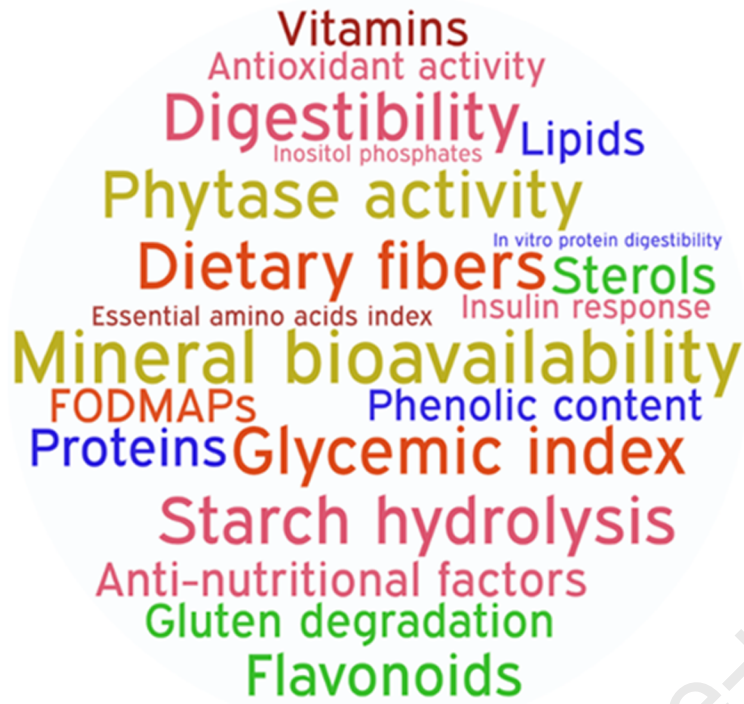 Vitamins
Antioxidant activity
Digestibility
Lipids
Inositol phosphates
Phytase activity
In vitro protein digestibility
Dietary fibers
Sterols
Essential amino acids index
Insulin response
Mineral bioavailability
FODMAPs
Phenolic content
Proteins
Glycemic index
Starch hydrolysis
Anti-nutritional factors
Gluten degradation
Flavonoids